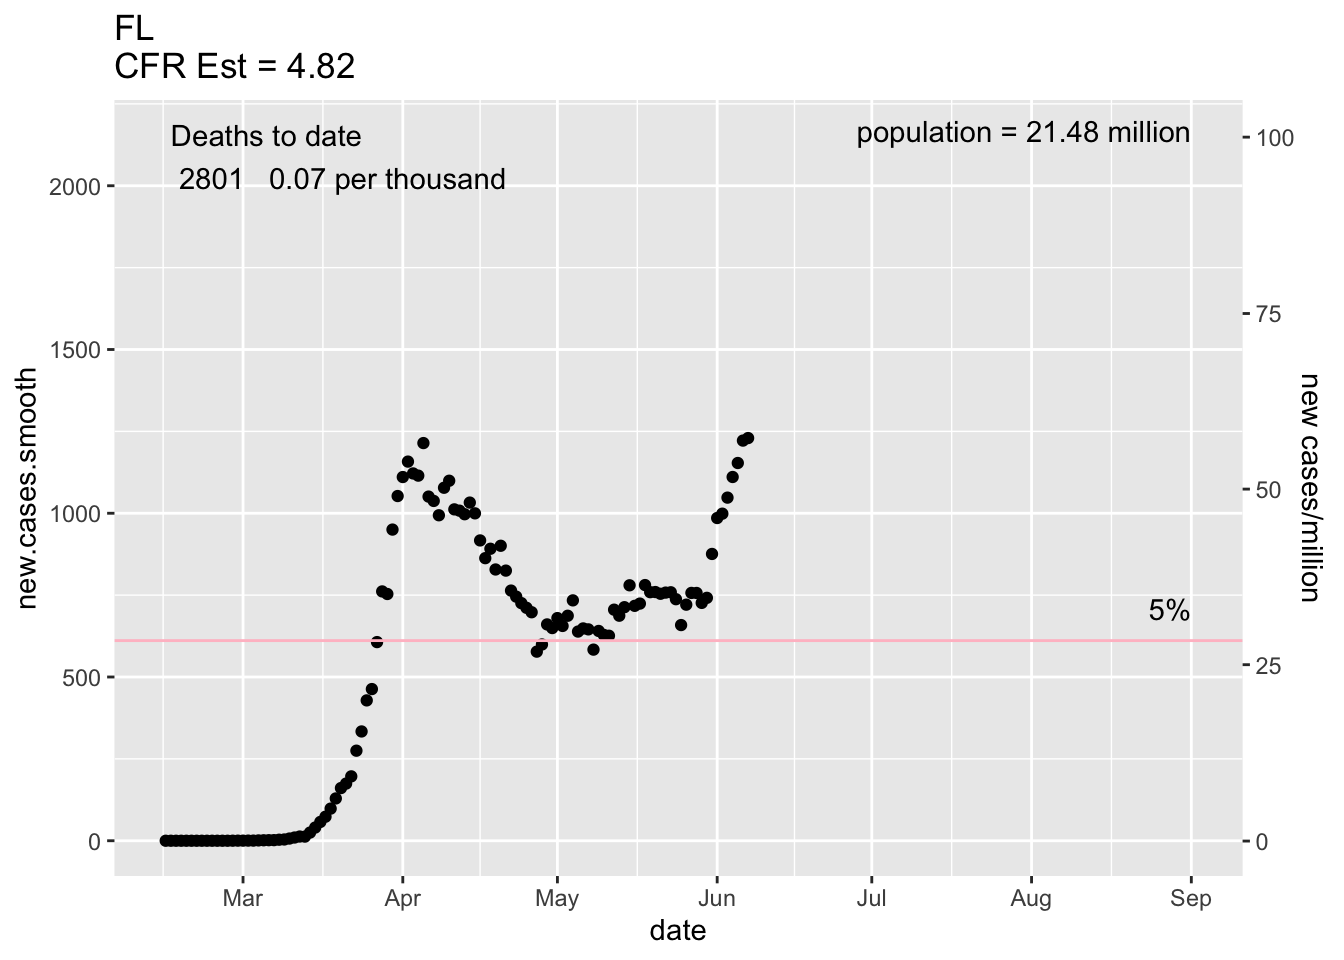 FL
CFR Est = 4.82
Deaths to date
2801 0.07 per thousand
population = 21.48 million
5%
new.cases.smooth
2000
1500
1000
500
0
100
75
50
25
0
new cases/million
Mar Apr May Jun Jul Aug Sep
date